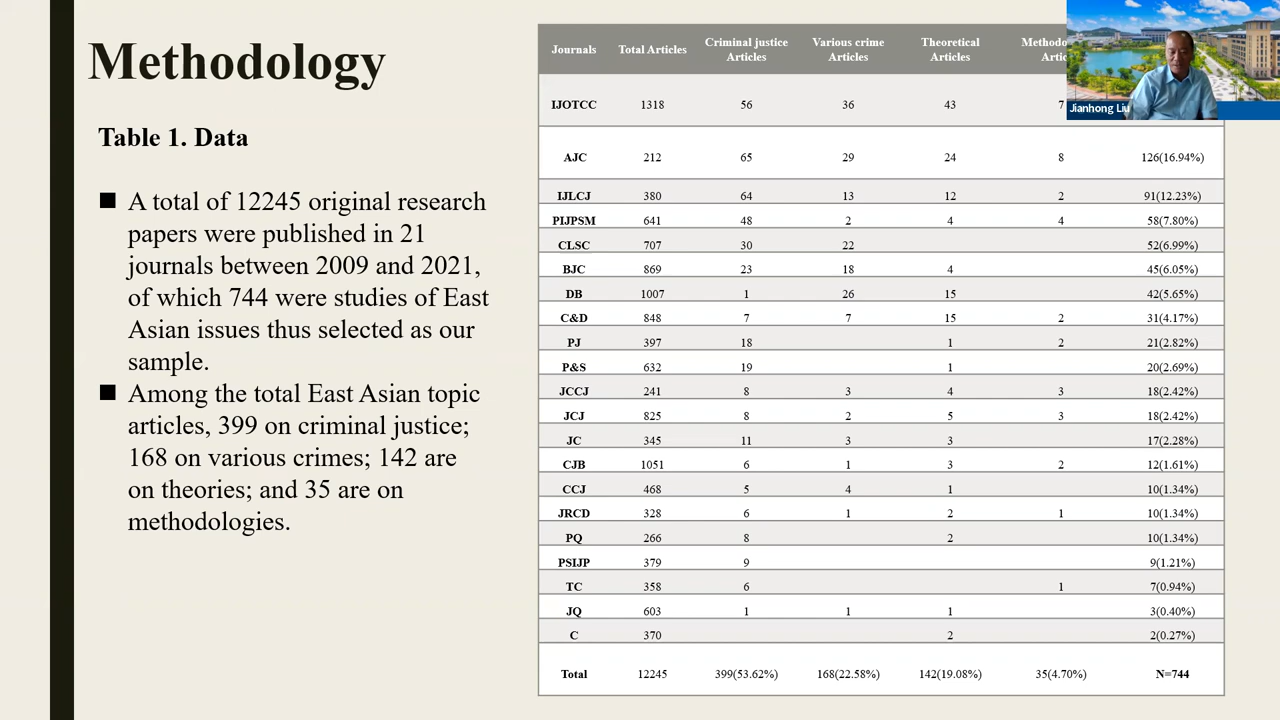 Methodology
Table 1. Data
A total of 12245 original research
papers were published in 21
journals between 2009 and 2021,
of which 744 were studies of East
Asian issues thus selected as our
sample.
Among the total East Asian topic
articles, 399 on criminal justice;
168 on various crimes; 142 are
on theories; and 35 are on
methodologies.
Journals Total Articles Criminal justice Articles Various crime Articles Theoretical Articles
IJOTCC 1318 56 36 43 7
AJC 212 65 29 24 8 126(16.94%)
IJLCJ 380 64 13 12 2 91(12.23%)
PIJPSM 641 48 2 4 4 58(7.80%)
CLSC 707 30 22 52(6.99%)
BJC 869 23 18 4 45(6.05%)
DB 1007 1 26 15 42(5.65%)
C&D 848 7 7 15 2 31(4.17%)
PJ 397 18 1 2 21(2.82%)
P&S 632 19 1 20(2.69%)
JCCJ 241 8 3 4 3 18(2.42%)
JCJ 825 8 2 5 3 18(2.42%)
JC 345 11 3 3 17(2.28%)
CJB 1051 6 1 3 2 12(1.61%)
CCJ 468 5 4 1 10(1.34%)
JRCD 328 6 1 2 1 10(1.34%)
PQ 266 8 2 10(1.34%)
PSIJP 379 9 9(1.21%)
TC 358 6 1 7(0.94%)
JQ 603 1 1 1 3(0.40%)
C 370 2 2(0.27%)
Total 12245 399(53.62%) 168(22.58%) 142(19.08%) 35(4.70%) N=744
Jianhong Liu